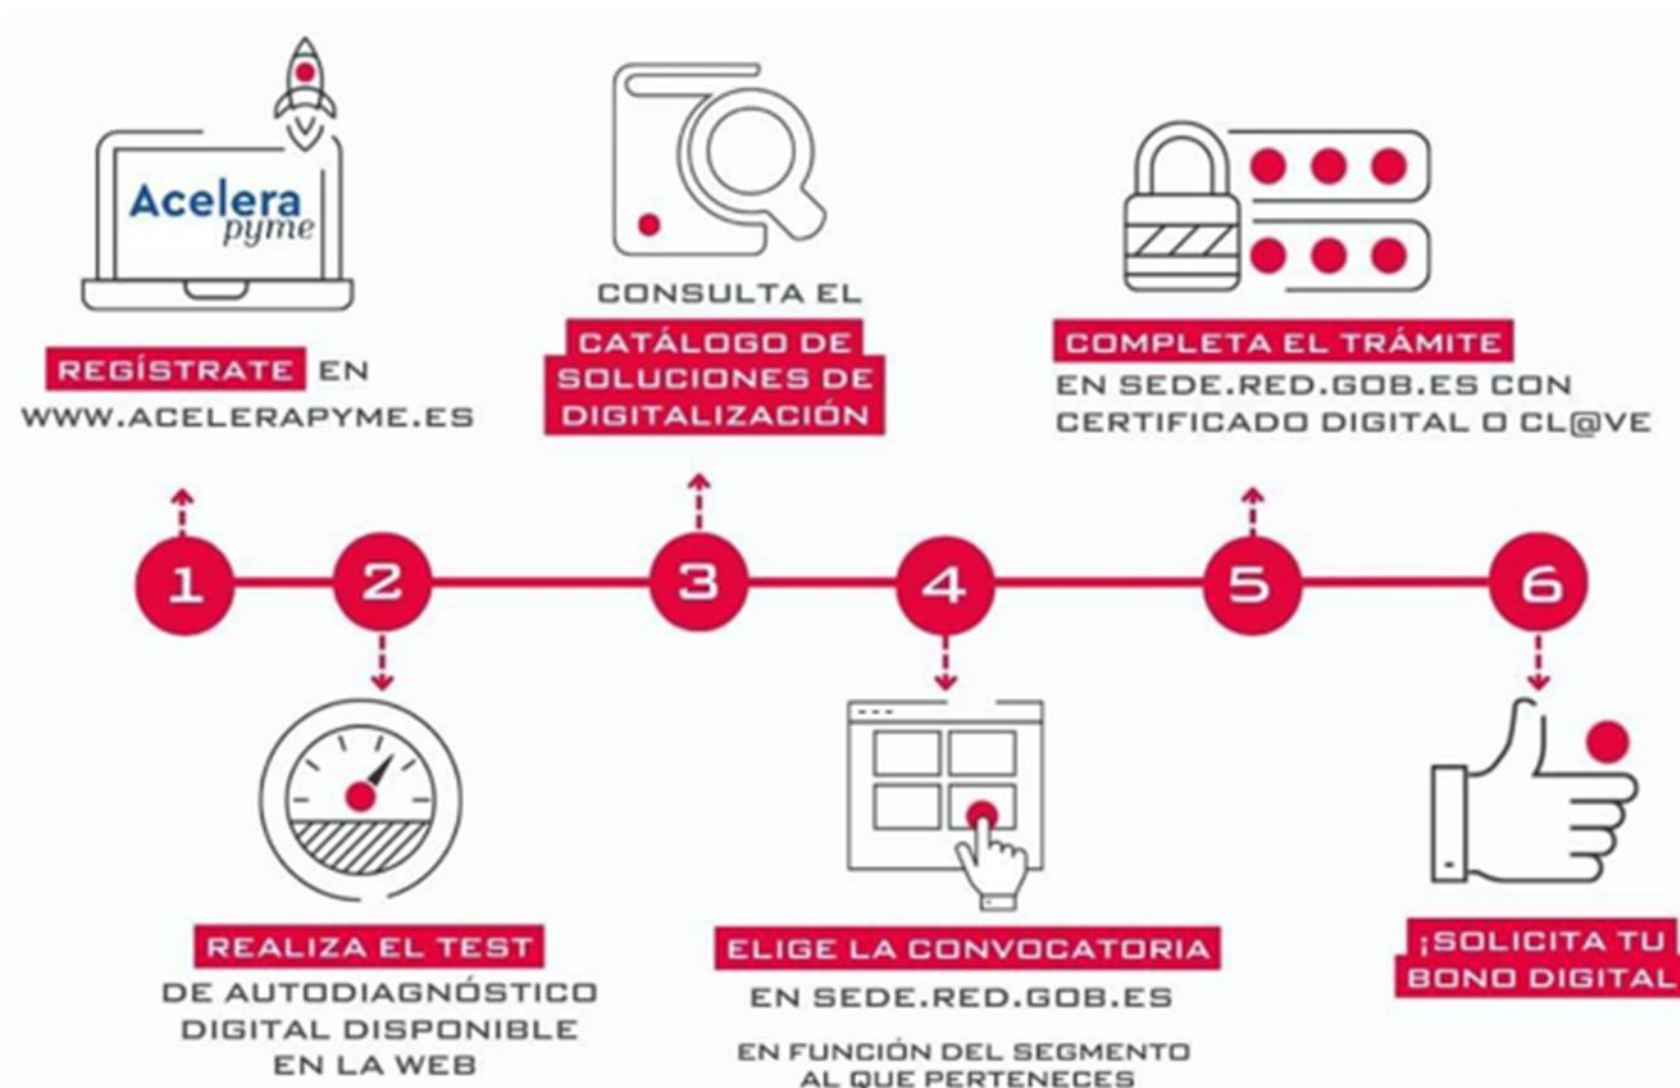 Acelera
pyme
REGÍSTRATE EN
WWW.ACELERAPYME.ES
CONSULTA EL
CATÁLOGO DE
SOLUCIONES DE
DIGITALIZACIÓN
COMPLETA EL TRÁMITE
EN SEDE.RED.GOB.ES CON
CERTIFICADO DIGITAL O CL@VE
1
2
3
4
5
6
REALIZA EL TEST
DE AUTODIAGNÓSTICO
DIGITAL DISPONIBLE
EN LA WEB
ELIGE LA CONVOCATORIA
EN SEDE.RED.GOB.ES
EN FUNCIÓN DEL SEGMENTO
AL QUE PERTENECES
¡SOLICITA TU
BONO DIGITAL